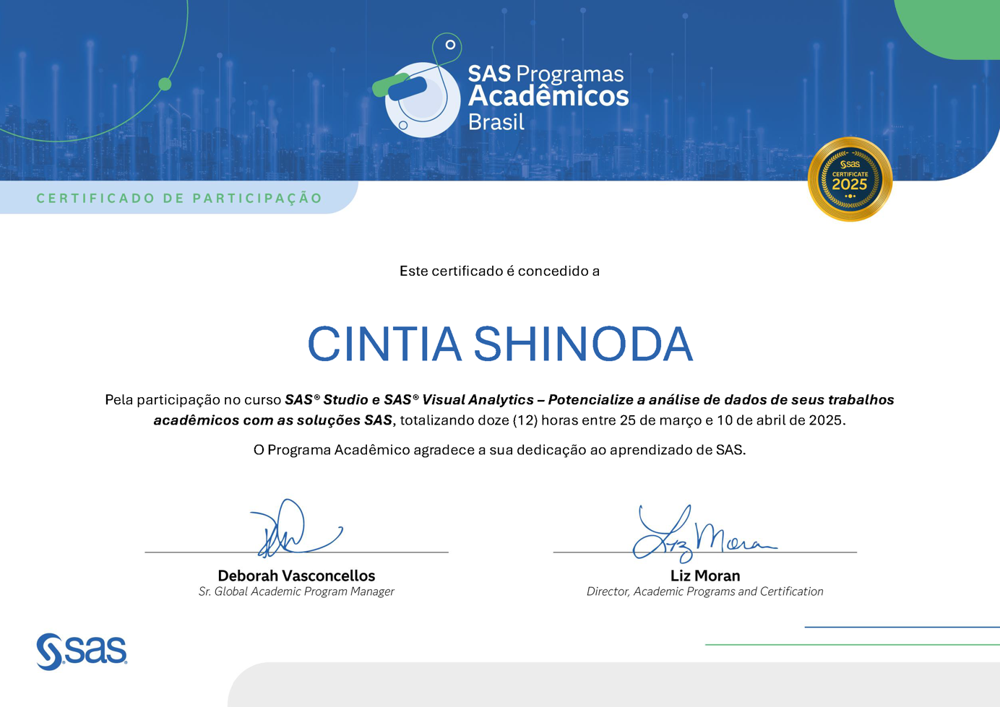 SAS Programas
Acadêmicos
Brasil
CERTIFICADO DE PARTICIPAÇÃO
sas
CERTIFICATE
2025
Este certificado é concedido a
CINTIA SHINODA
Pela participação no curso SAS® Studio e SAS® Visual Analytics – Potencialize a análise de dados de seus trabalhos
acadêmicos com as soluções SAS, totalizando doze (12) horas entre 25 de março e 10 de abril de 2025.
O Programa Acadêmico agradece a sua dedicação ao aprendizado de SAS.
Liz Moran
Deborah Vasconcellos
Sr. Global Academic Program Manager
Liz Moran
Director, Academic Programs and Certification
sas